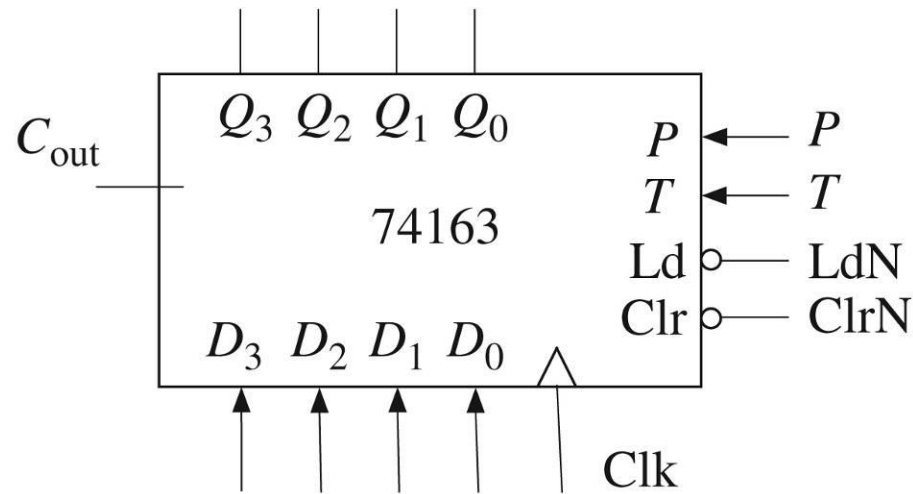 Q3 Q2 Q1 Q0
Cout
P P
T T
74163
Ld LdN
Clr ClrN
D3 D2 D1 D0
Clk